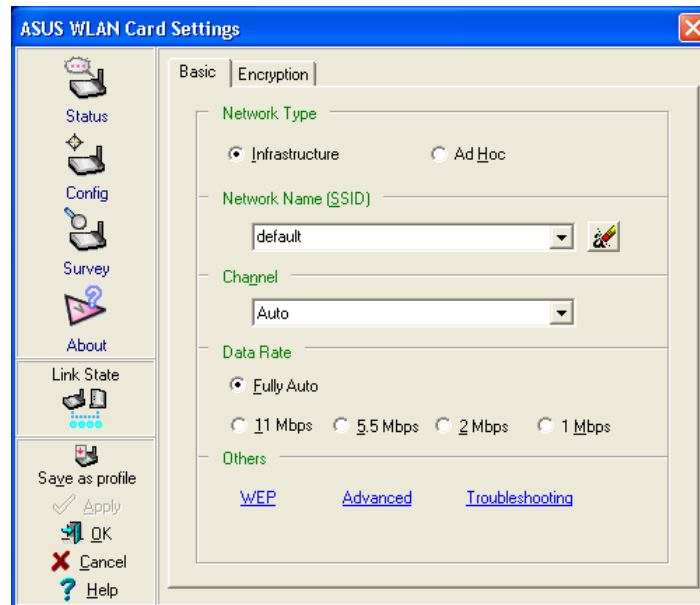 ASUS WLAN Card Settings
Status
Config
Survey
About
Link State
Save as profile
Apply
OK
Cancel
Help
Basic
Encryption
Network Type
Infrastructure
Ad Hoc
Network Name (SSID)
default
Channel
Auto
Data Rate
Fully Auto
11 Mbps 5.5 Mbps 2 Mbps 1 Mbps
Others
WEP Advanced Troubleshooting